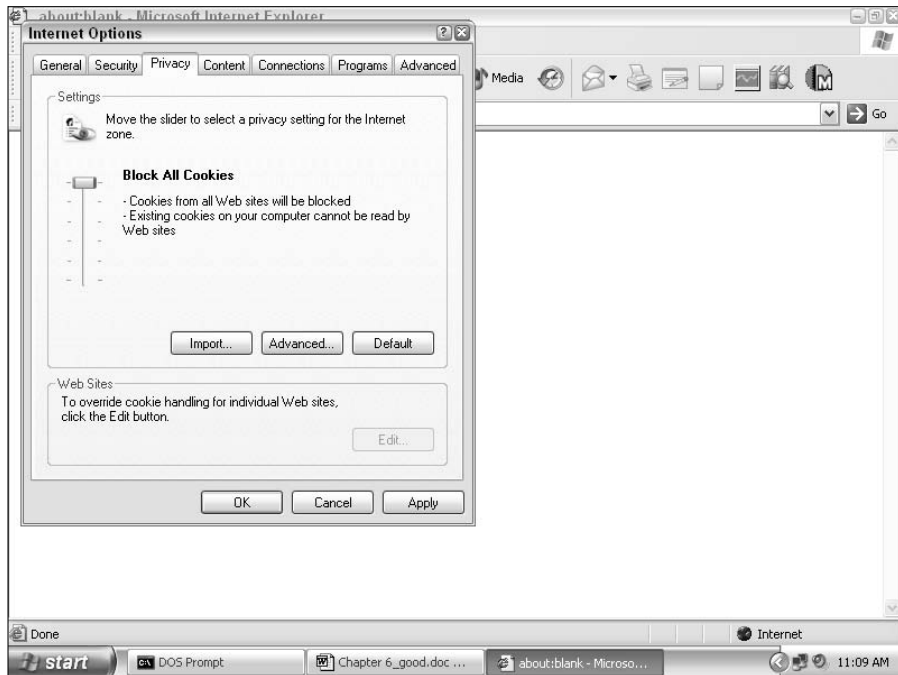 about:blank - Microsoft Internet Explorer
Internet Options
General Security Privacy Content Connections Programs Advanced
Media
Go
Settings
Move the slider to select a privacy setting for the Internet
zone.
Block All Cookies
- Cookies from all Web sites will be blocked
- Existing cookies on your computer cannot be read by
Web sites
Import... Advanced... Default
Web Sites
To override cookie handling for individual Web sites,
click the Edit button.
Edit...
OK Cancel Apply
Done
Internet
start
DOS Prompt
Chapter 6_good.doc ...
about:blank - Microso...
11:09 AM